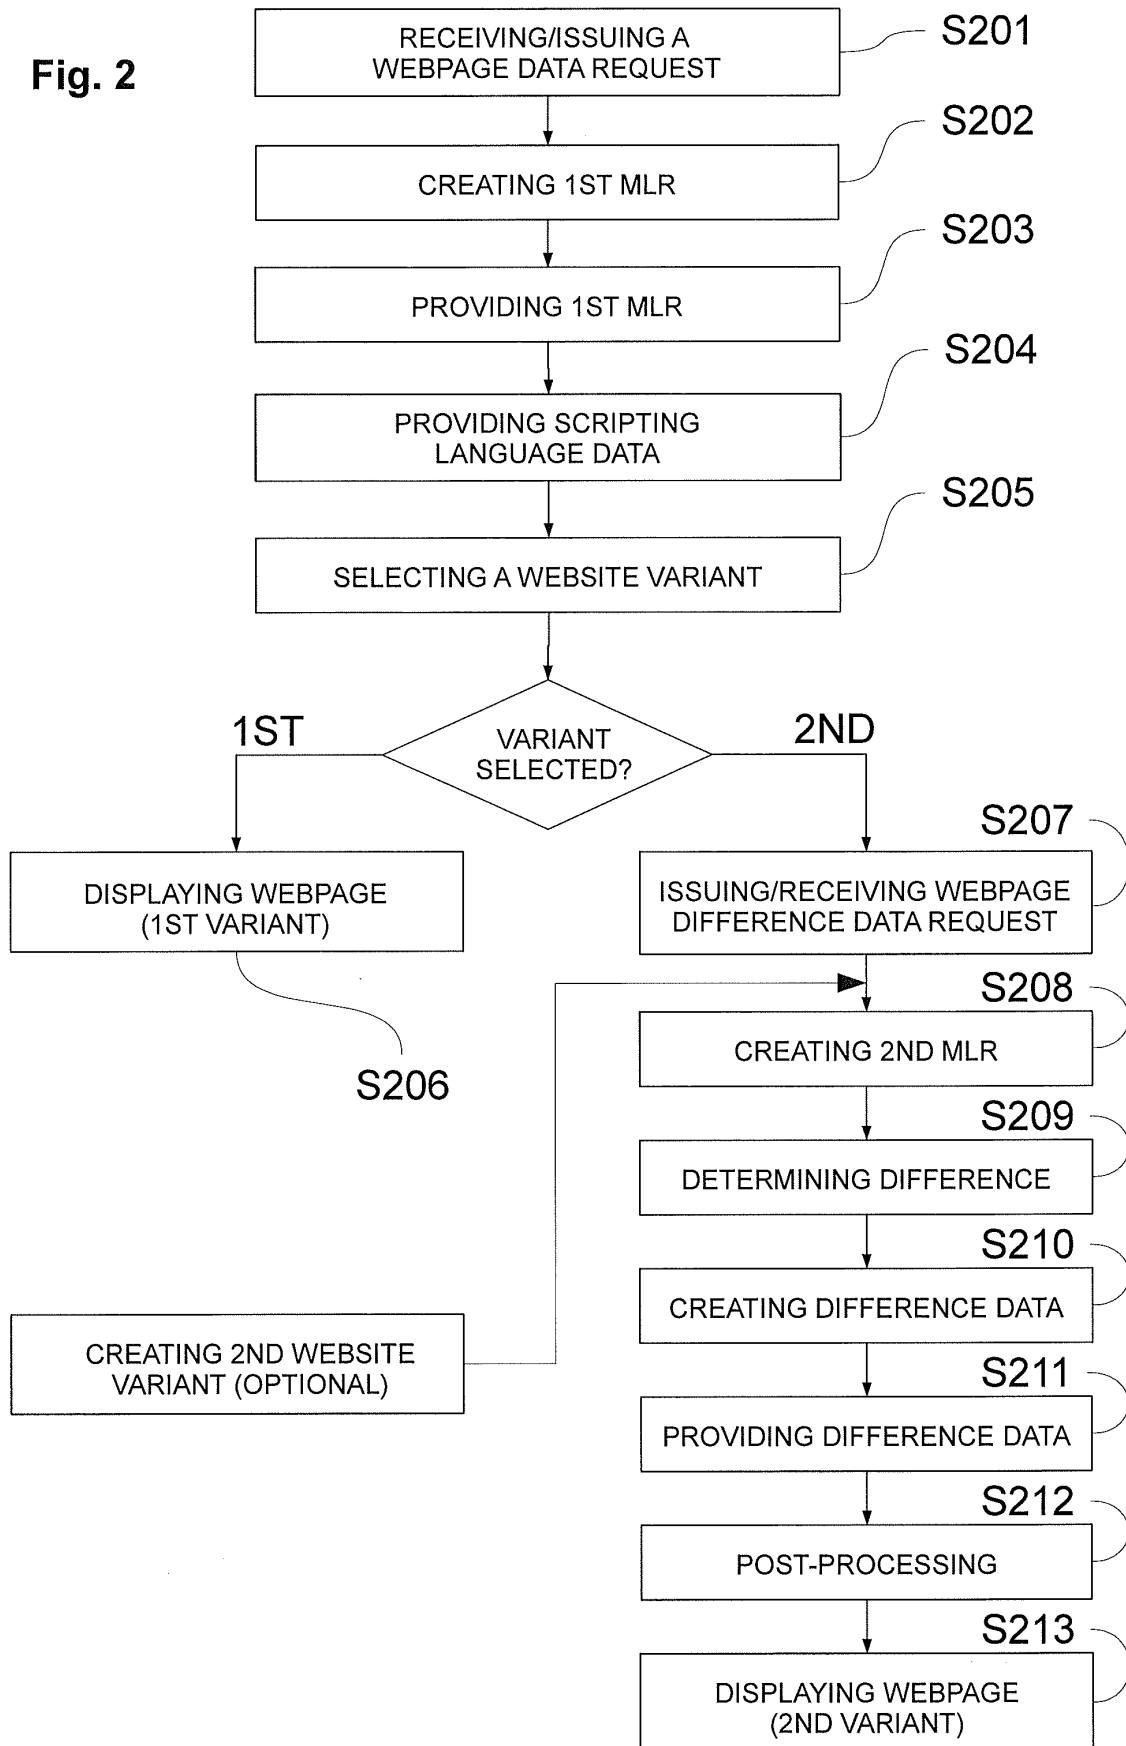 Fig. 2
RECEIVING/ISSUING A
WEBPAGE DATA REQUEST
S201
CREATING 1ST MLR
S202
PROVIDING 1ST MLR
S203
PROVIDING SCRIPTING
LANGUAGE DATA
S204
SELECTING A WEBSITE VARIANT
S205
VARIANT
SELECTED?
1ST
2ND
DISPLAYING WEBPAGE
(1ST VARIANT)
S206
ISSUING/RECEIVING WEBPAGE
DIFFERENCE DATA REQUEST
S207
CREATING 2ND MLR
S208
DETERMINING DIFFERENCE
S209
CREATING DIFFERENCE DATA
S210
CREATING 2ND WEBSITE
VARIANT (OPTIONAL)
PROVIDING DIFFERENCE DATA
S211
POST-PROCESSING
S212
DISPLAYING WEBPAGE
(2ND VARIANT)
S213